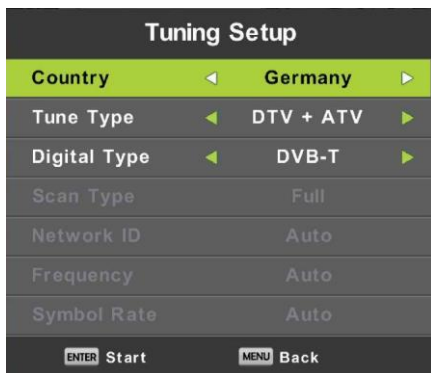 Tuning Setup
Country Germany
Tune Type DTV + ATV
Digital Type DVB-T
Scan Type Full
Network ID Auto
Frequency Auto
Symbol Rate Auto
ENTER Start MENU Back